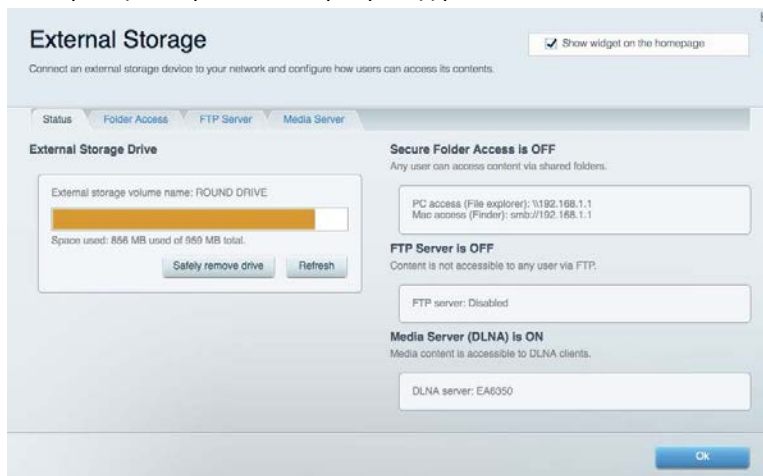 External Storage
Show widget on the homepage
Connect an external storage device to your network and configure how users can access its contents.
Status
Folder Access
FTP Server
Media Server
External Storage Drive
External storage volume name: ROUND DRIVE
Space used: 856 MB used of 959 MB total.
Safely remove drive
Refresh
Secure Folder Access is OFF
Any user can access content via shared folders.
PC access (File explorer): \\192.168.1.1
Mac access (Finder): smb://192.168.1.1
FTP Server is OFF
Content is not accessible to any user via FTP.
FTP server: Disabled
Media Server (DLNA) is ON
Media content is accessible to DLNA clients.
DLNA server: EA6350
Ok